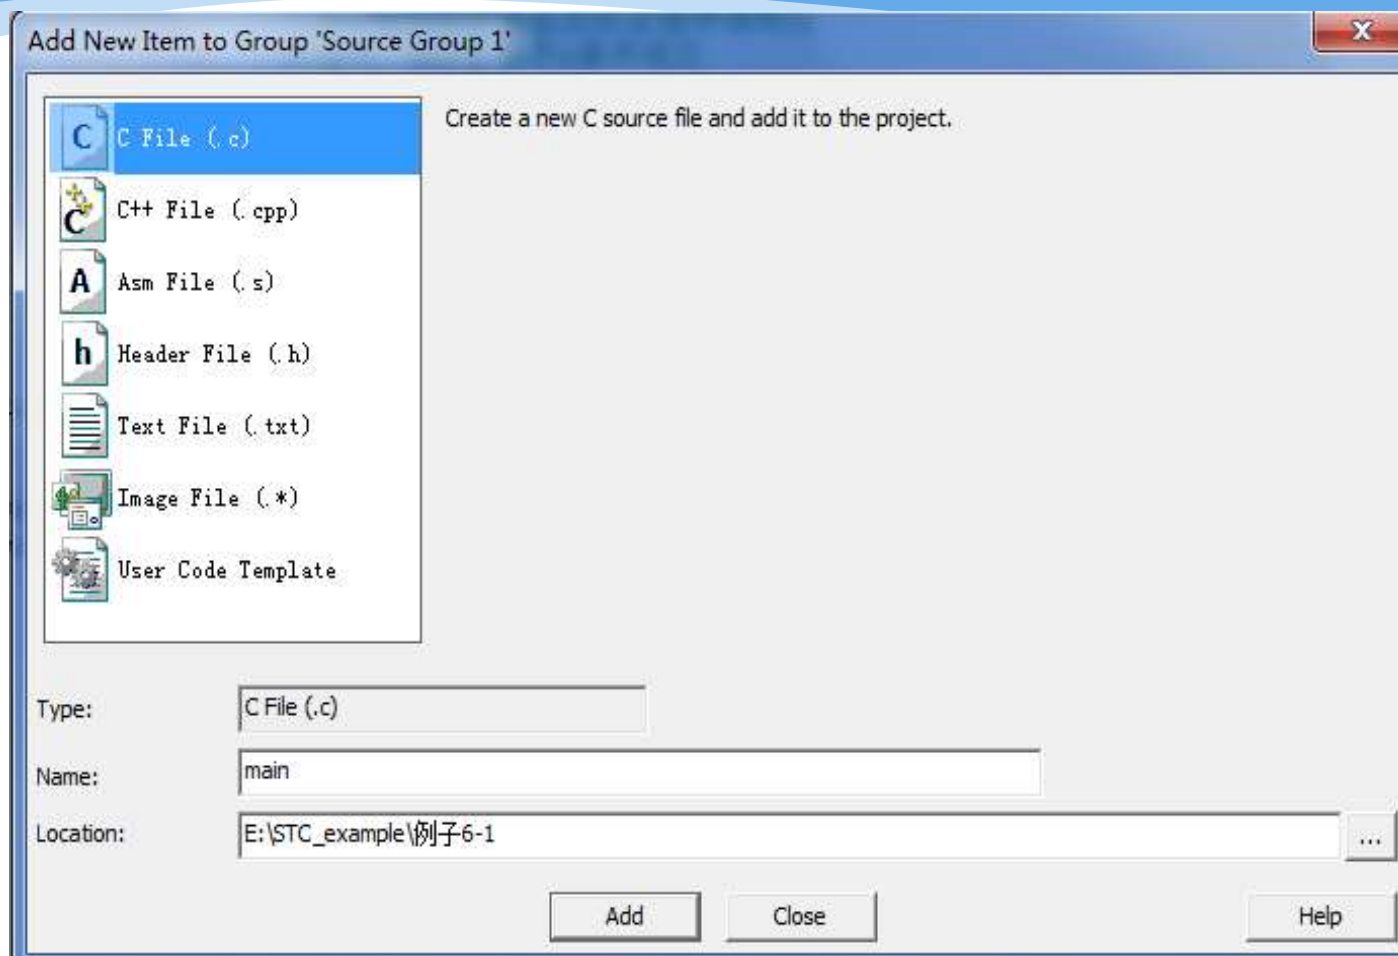 Add New Item to Group 'Source Group 1'
C File (.c)
Create a new C source file and add it to the project.
C++ File (.cpp)
Asm File (.s)
Header File (.h)
Text File (.txt)
Image File (.*)
User Code Template
Type:
C File (.c)
Name:
main
Location:
E:\STC_example\例子6-1
...
Add
Close
Help